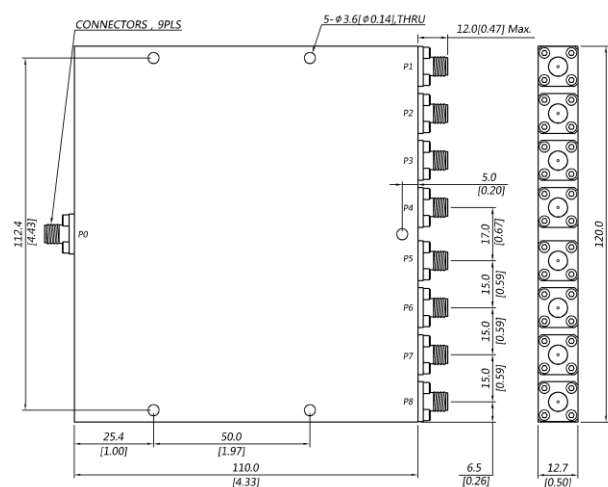 CONNECTORS , 9PLS
5-φ3.6[φ0.14],THRU
12.0[0.47] Max.
P1
P2
P3
5.0
[0.20]
P4
17.0
[0.67]
112.4
[4.43]
P0
120.0
P5
15.0
[0.59]
P6
15.0
[0.59]
P7
15.0
[0.59]
P8
25.4
[1.00]
50.0
[1.97]
6.5
[0.26]
12.7
[0.50]
110.0
[4.33]